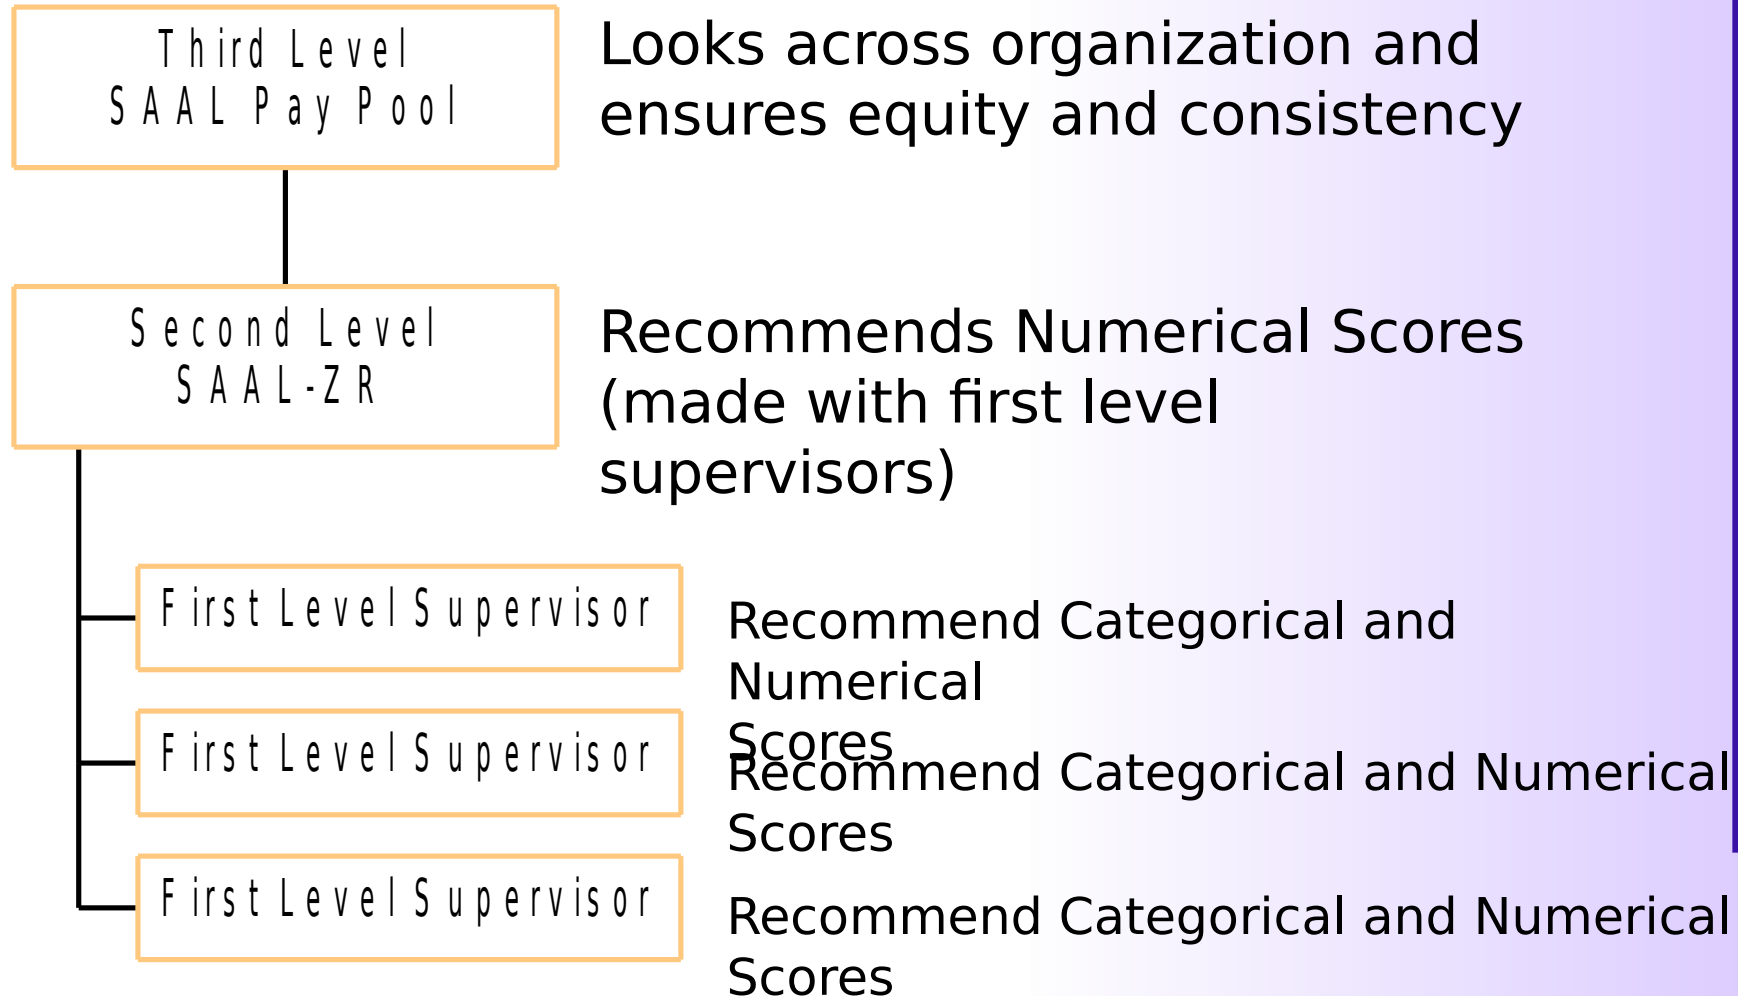 Third Level
SAAL Pay Pool
Looks across organization and
ensures equity and consistency
Second Level
SAAL-ZR
Recommends Numerical Scores
(made with first level
supervisors)
First Level Supervisor
Recommend Categorical and
Numerical
Scores
First Level Supervisor
Recommend Categorical and Numerical
Scores
First Level Supervisor
Recommend Categorical and Numerical
Scores